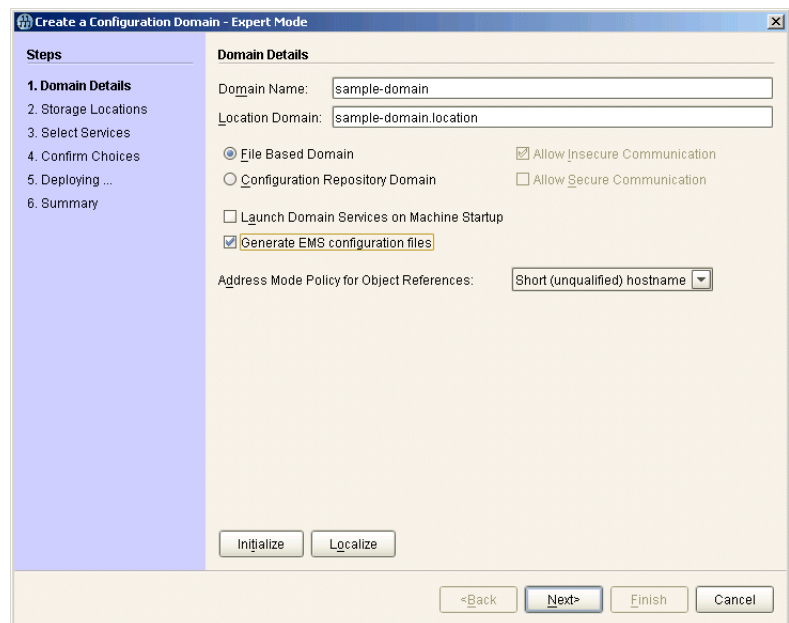 Create a Configuration Domain - Expert Mode
Steps
1. Domain Details
2. Storage Locations
3. Select Services
4. Confirm Choices
5. Deploying ...
6. Summary
Domain Details
Domain Name: sample-domain
Location Domain: sample-domain.location
File Based Domain Allow Insecure Communication
Configuration Repository Domain Allow Secure Communication
Launch Domain Services on Machine Startup
Generate EMS configuration files
Address Mode Policy for Object References: Short (unqualified) hostname
Initialize Localize
<Back Next> Finish Cancel